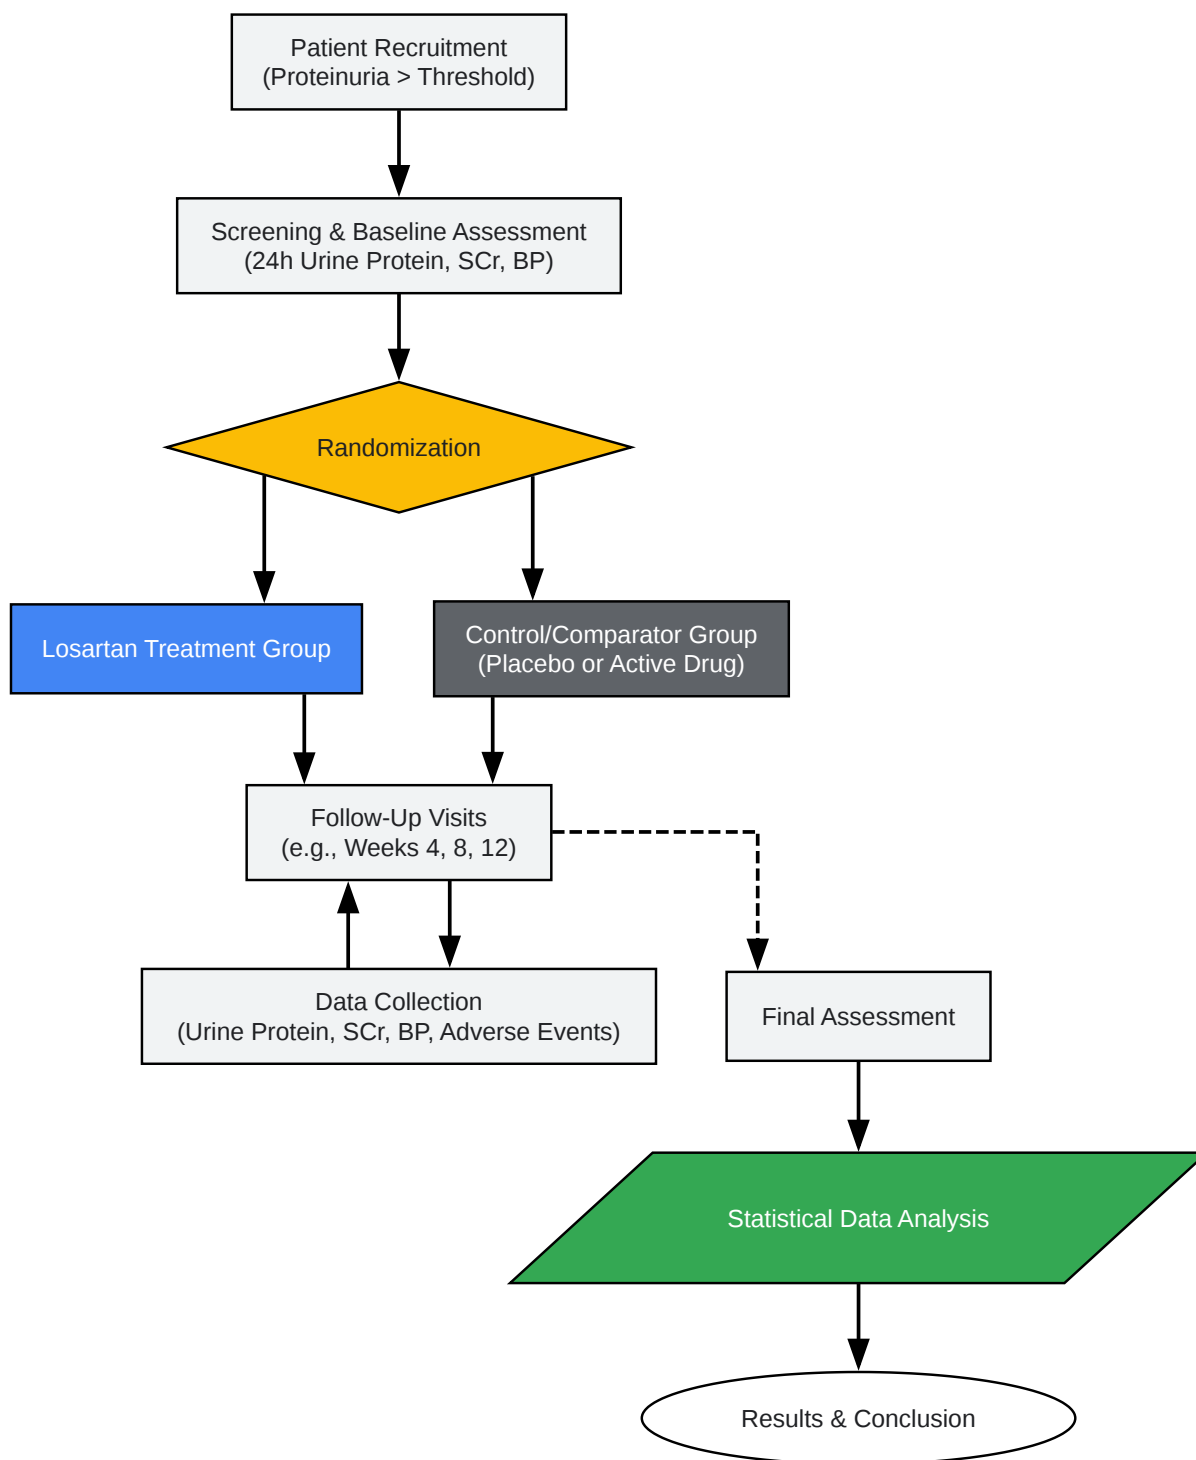 Patient Recruitment
(Proteinuria > Threshold)
Screening & Baseline Assessment
(24h Urine Protein, SCr, BP)
Randomization
Losartan Treatment Group
Control/Comparator Group
(Placebo or Active Drug)
Follow-Up Visits
(e.g., Weeks 4, 8, 12)
Data Collection
(Urine Protein, SCr, BP, Adverse Events)
Final Assessment
Statistical Data Analysis
Results & Conclusion